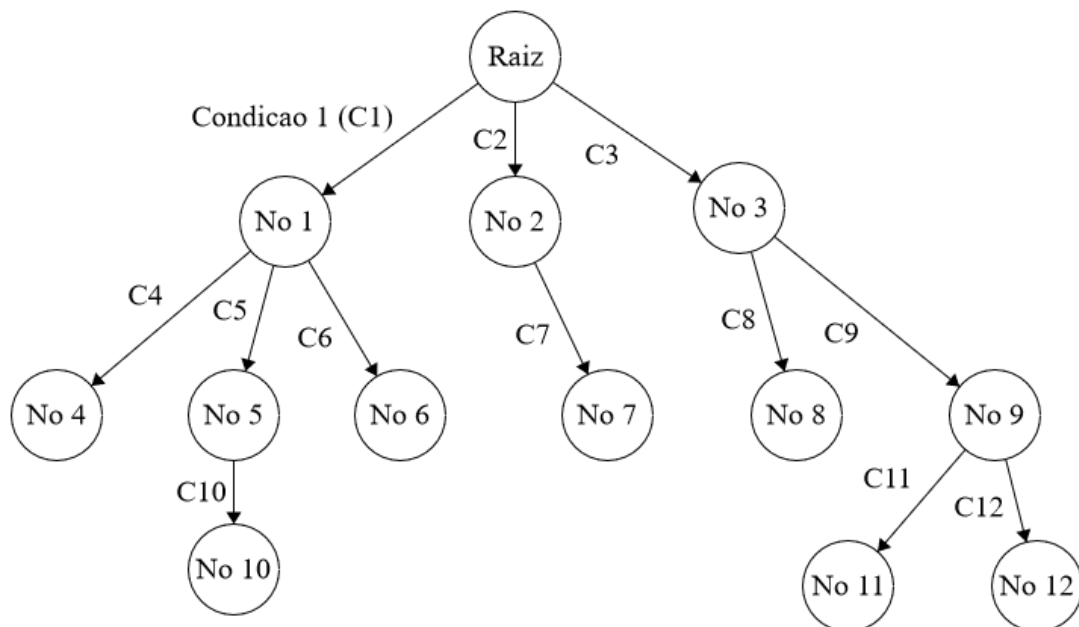 Raiz
Condicao 1 (C1)
C2
C3
No 1
No 2
No 3
C4
C5
C6
C7
C8
C9
No 4
No 5
No 6
No 7
No 8
No 9
C10
C11
C12
No 10
No 11
No 12